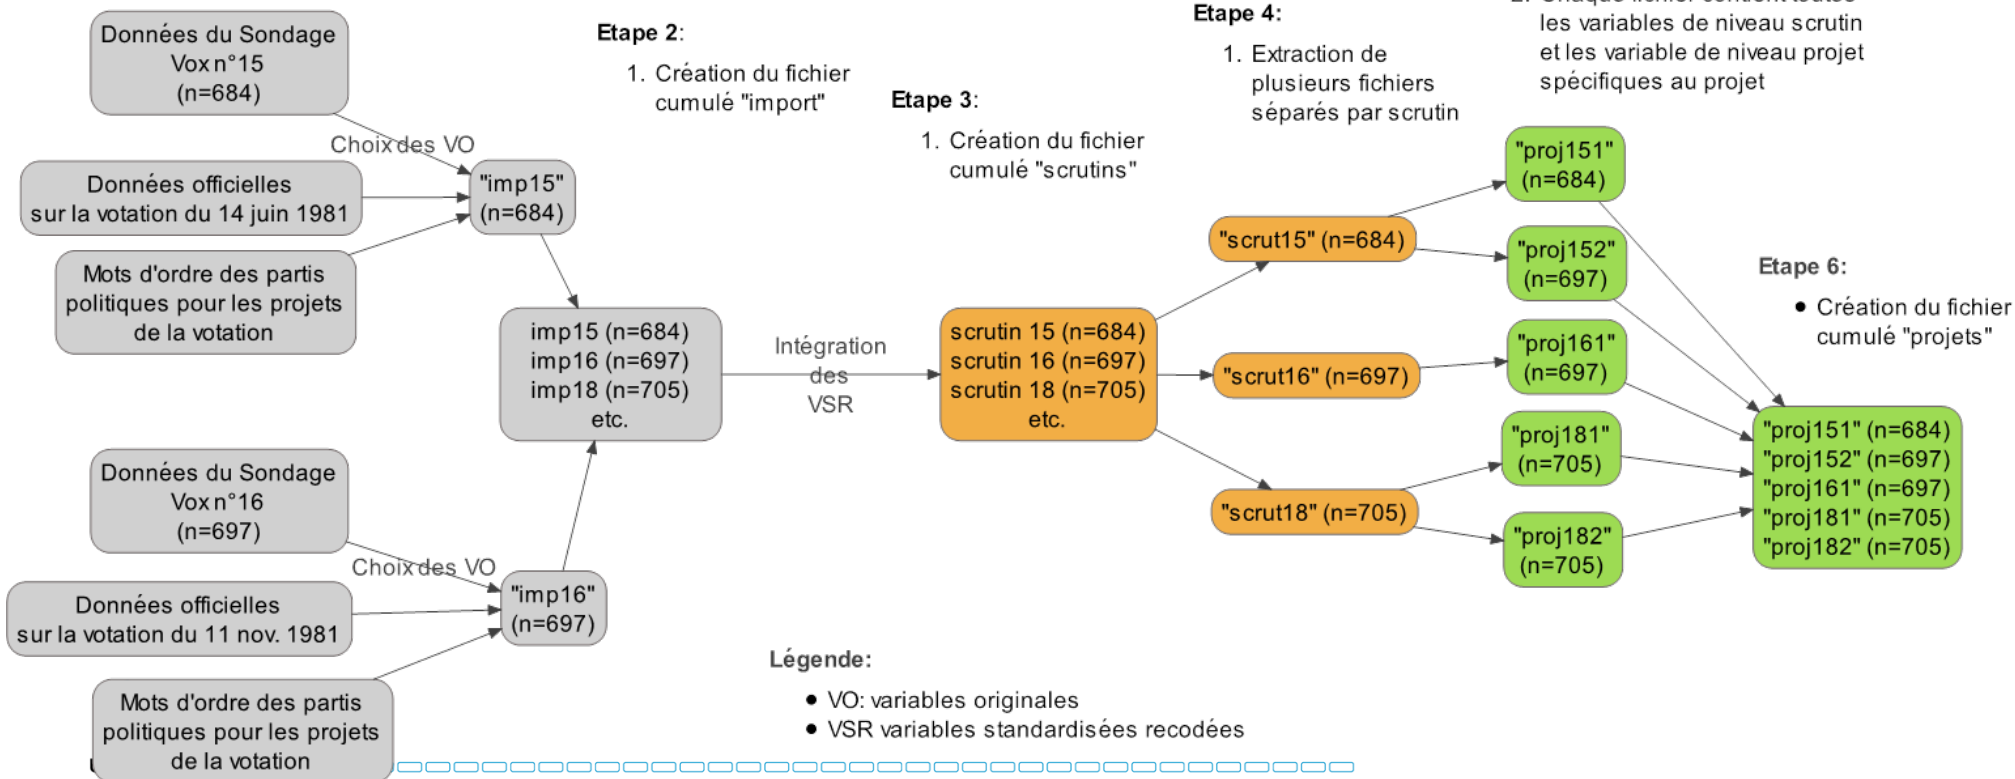 Données du Sondage
Vox n°15
(n=684)
Choix des VO
Données officielles
sur la votation du 14 juin 1981
"imp15"
(n=684)
Mots d'ordre des partis
politiques pour les projets
de la votation
Etape 2:
1. Création du fichier
cumulé "import"
imp15 (n=684)
imp16 (n=697)
imp18 (n=705)
etc.
Données du Sondage
Vox n°16
(n=697)
Choix des VO
Données officielles
sur la votation du 11 nov. 1981
"imp16"
(n=697)
Mots d'ordre des partis
politiques pour les projets
de la votation
Intégration
des
VSR
Etape 3:
1. Création du fichier
cumulé "scrutins"
scrutin 15 (n=684)
scrutin 16 (n=697)
scrutin 18 (n=705)
etc.
Etape 4:
1. Extraction de
plusieurs fichiers
séparés par scrutin
"scrut15" (n=684)
"scrut16" (n=697)
"scrut18" (n=705)
2. Chaque fichier contient toutes
les variables de niveau scrutin
et les variable de niveau projet
spécifiques au projet
"proj151"
(n=684)
"proj152"
(n=697)
"proj161"
(n=697)
"proj181"
(n=705)
"proj182"
(n=705)
Etape 6:
● Création du fichier
cumulé "projets"
"proj151" (n=684)
"proj152" (n=697)
"proj161" (n=697)
"proj181" (n=705)
"proj182" (n=705)
Légende:
● VO: variables originales
● VSR variables standardisées recodées